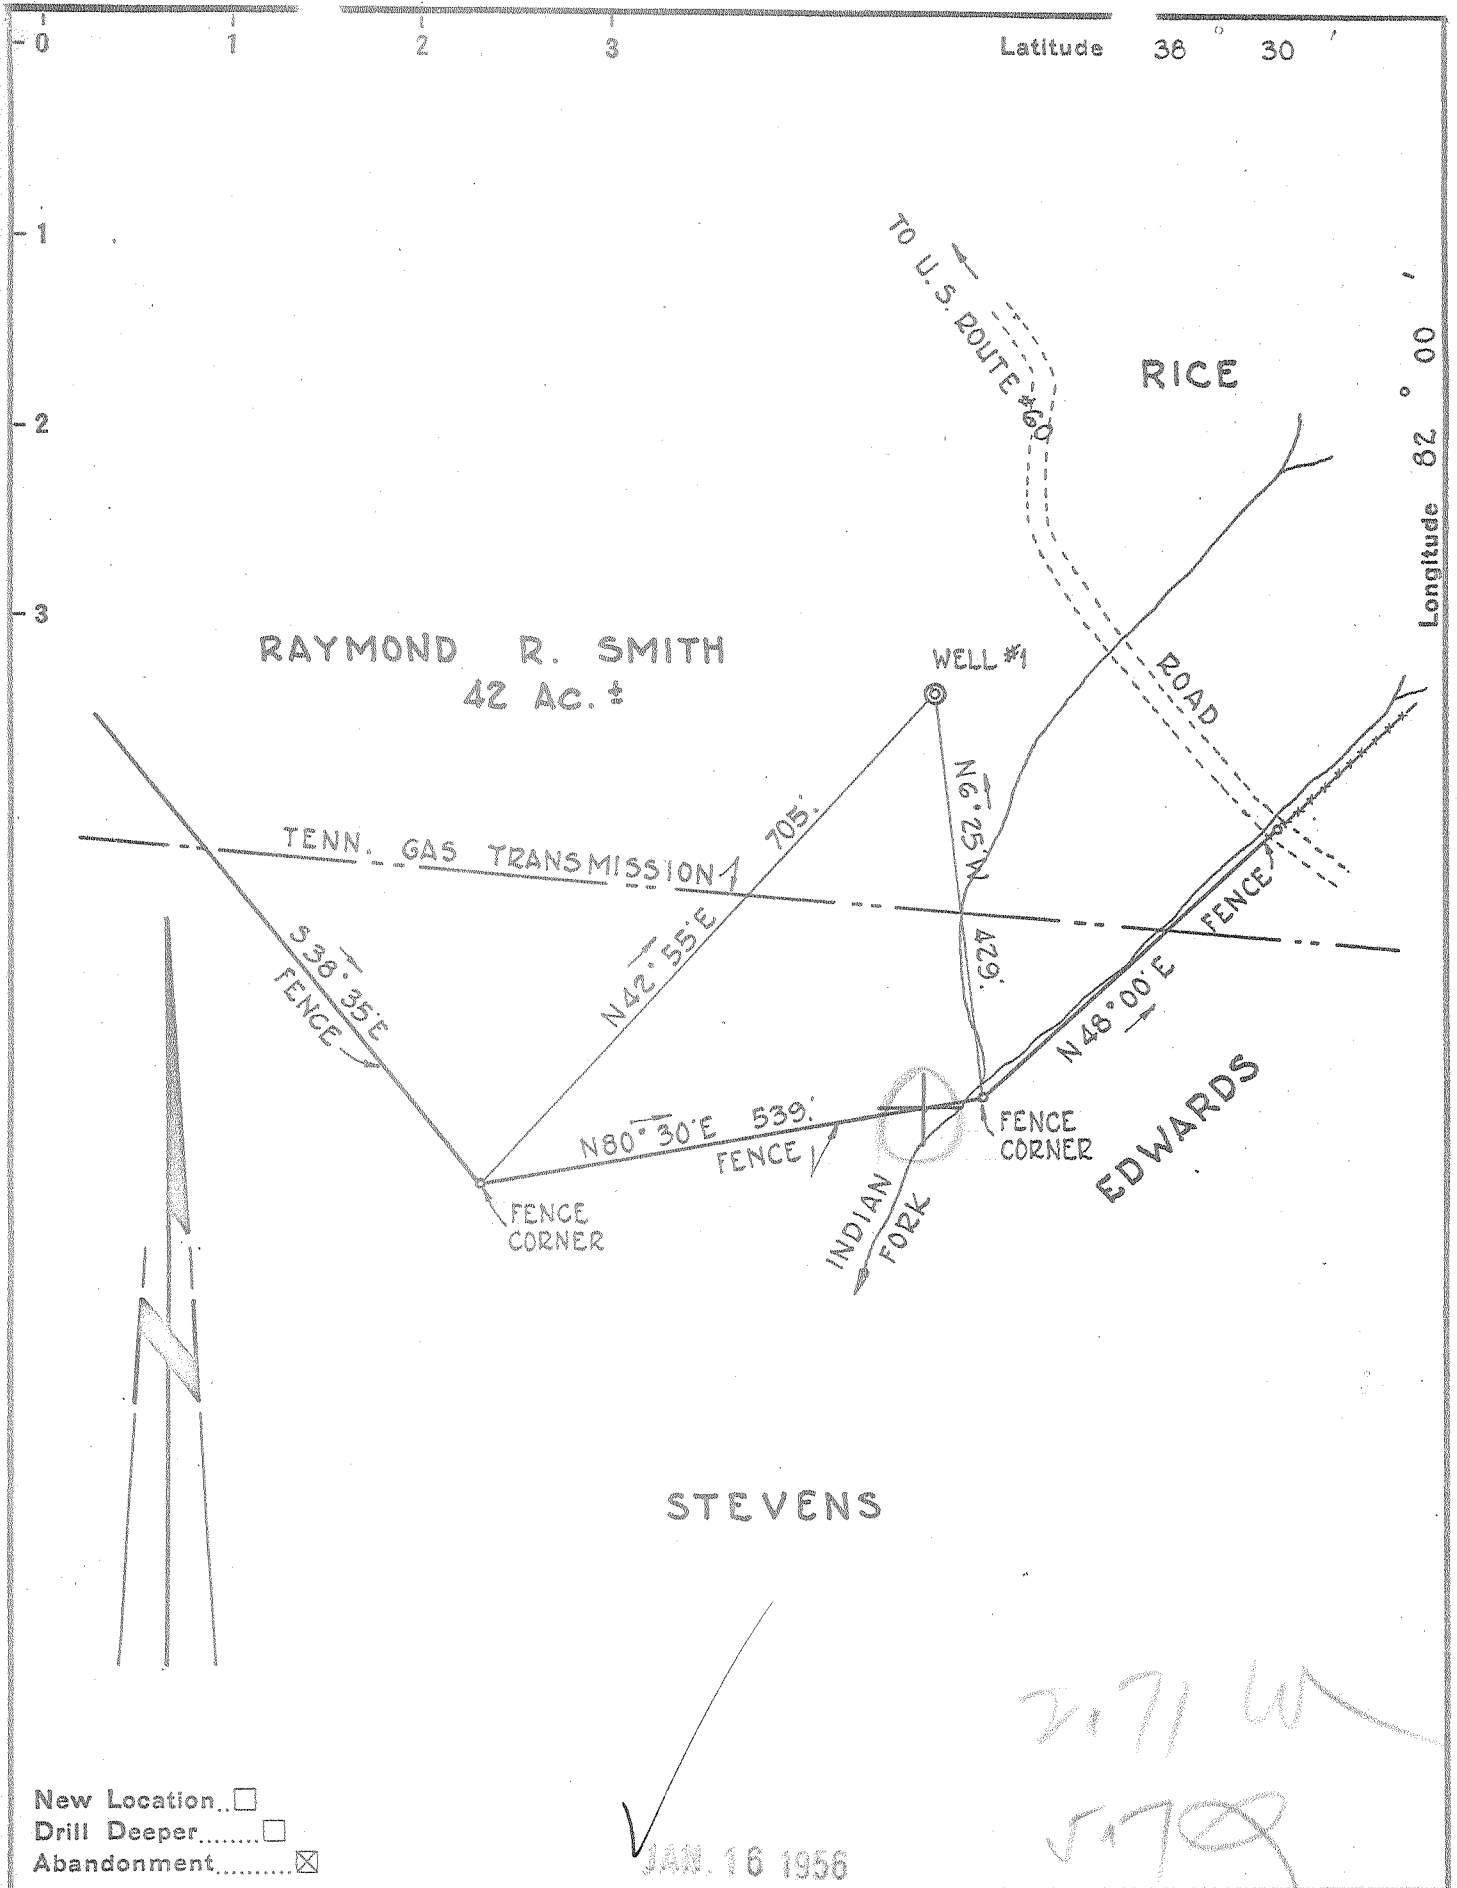 0 1 2 3 Latitude 38 ° 30 '
1
2
3
Longitude 82 ° 00 '
TO U.S. ROUTE #60
RICE
RAYMOND R. SMITH
42 AC. ±
WELL #1
ROAD
705.'
N6°25'W
429.'
TENN. GAS TRANSMISSION
FENCE
S38°35'E
FENCE
N42°55'E
N48°00'E
EDWARDS
N80°30'E 539.'
FENCE
FENCE
CORNER
FENCE
CORNER
INDIAN
FORK
STEVENS
2.71 W
New Location..☐
Drill Deeper........☐
Abandonment..........☒
JAN. 16 1956